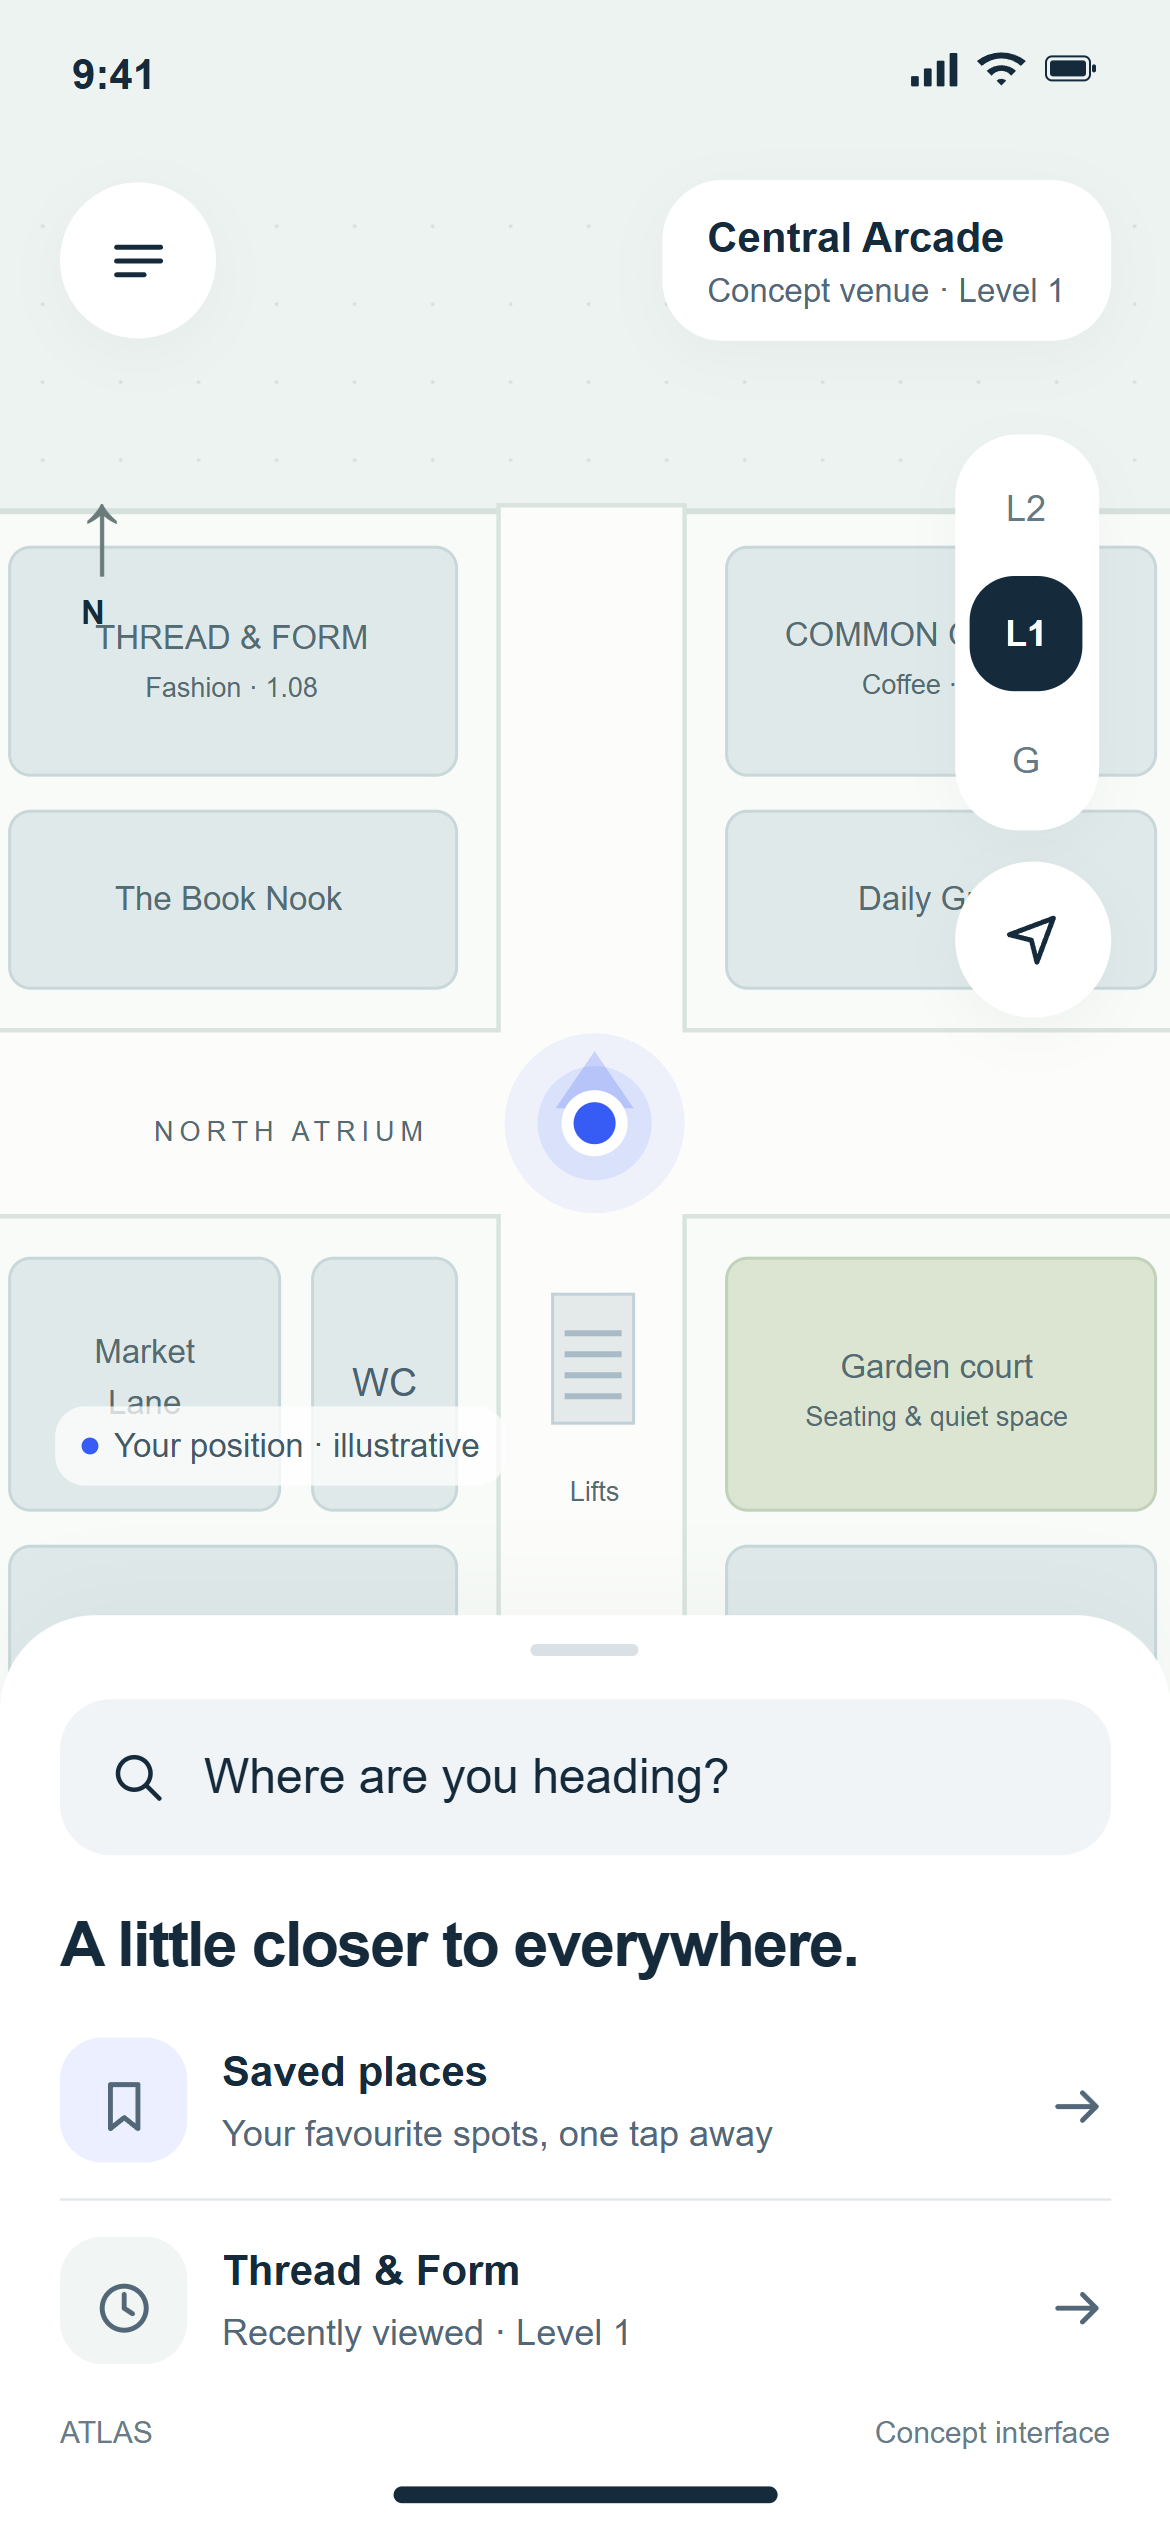 9:41
Central Arcade
Concept venue · Level 1
L2
L1
G
N
THREAD & FORM
Fashion · 1.08
COMMON
Coffee ·
The Book Nook
Daily
NORTH ATRIUM
Market
Lane
WC
Garden court
Seating & quiet space
Your position · illustrative
Lifts
Where are you heading?
A little closer to everywhere.
Saved places
Your favourite spots, one tap away
Thread & Form
Recently viewed · Level 1
ATLAS
Concept interface